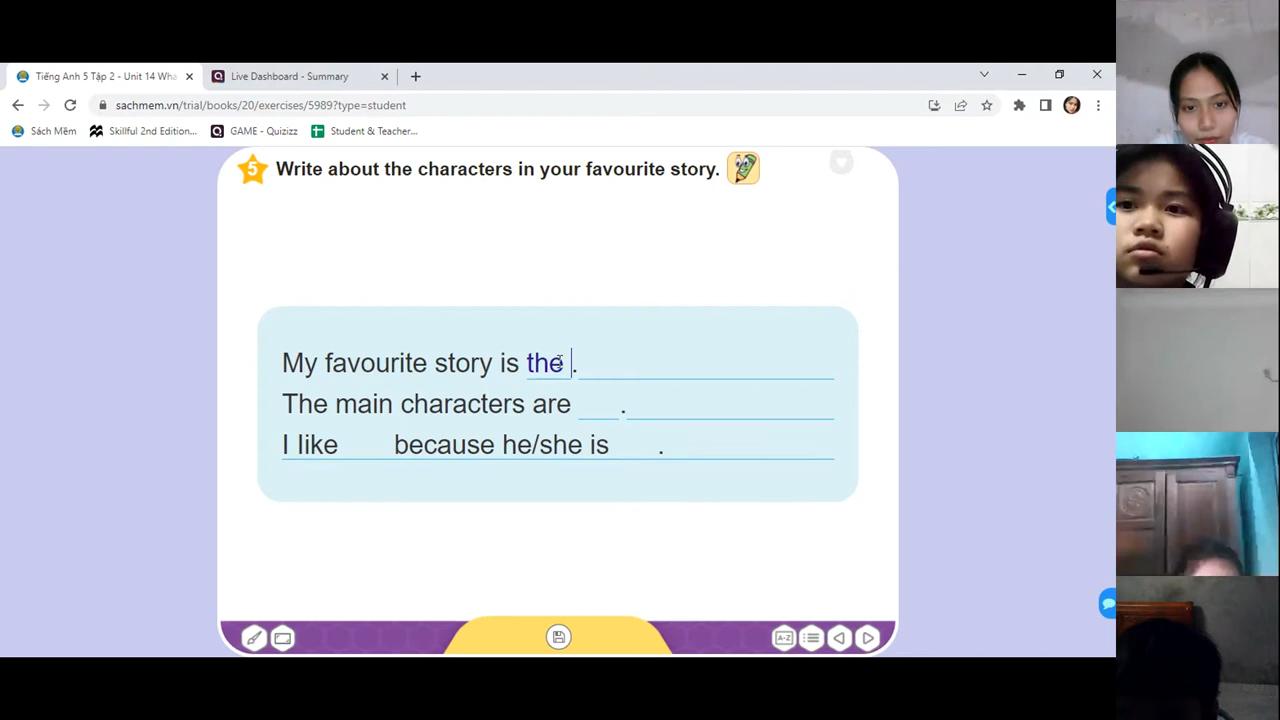 Tiếng Anh 5 Tập 2 - Unit 14 Wha
Live Dashboard - Summary
sachmem.vn/trial/books/20/exercises/5989?type=student
Sách Mềm
Skillful 2nd Edition...
GAME - Quizizz
Student & Teacher...
5 Write about the characters in your favourite story.
My favourite story is the .
The main characters are .
I like because he/she is .
A-Z